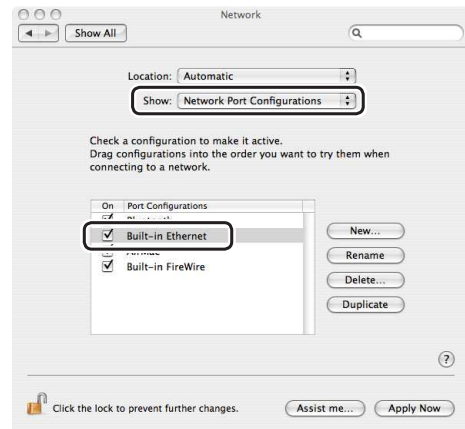 Network
Show All
Location: Automatic
Show: Network Port Configurations
Check a configuration to make it active.
Drag configurations into the order you want to try them when
connecting to a network.
On Port Configurations
Built-in Ethernet
Built-in FireWire
New...
Rename
Delete...
Duplicate
?
Click the lock to prevent further changes.
Assist me...
Apply Now